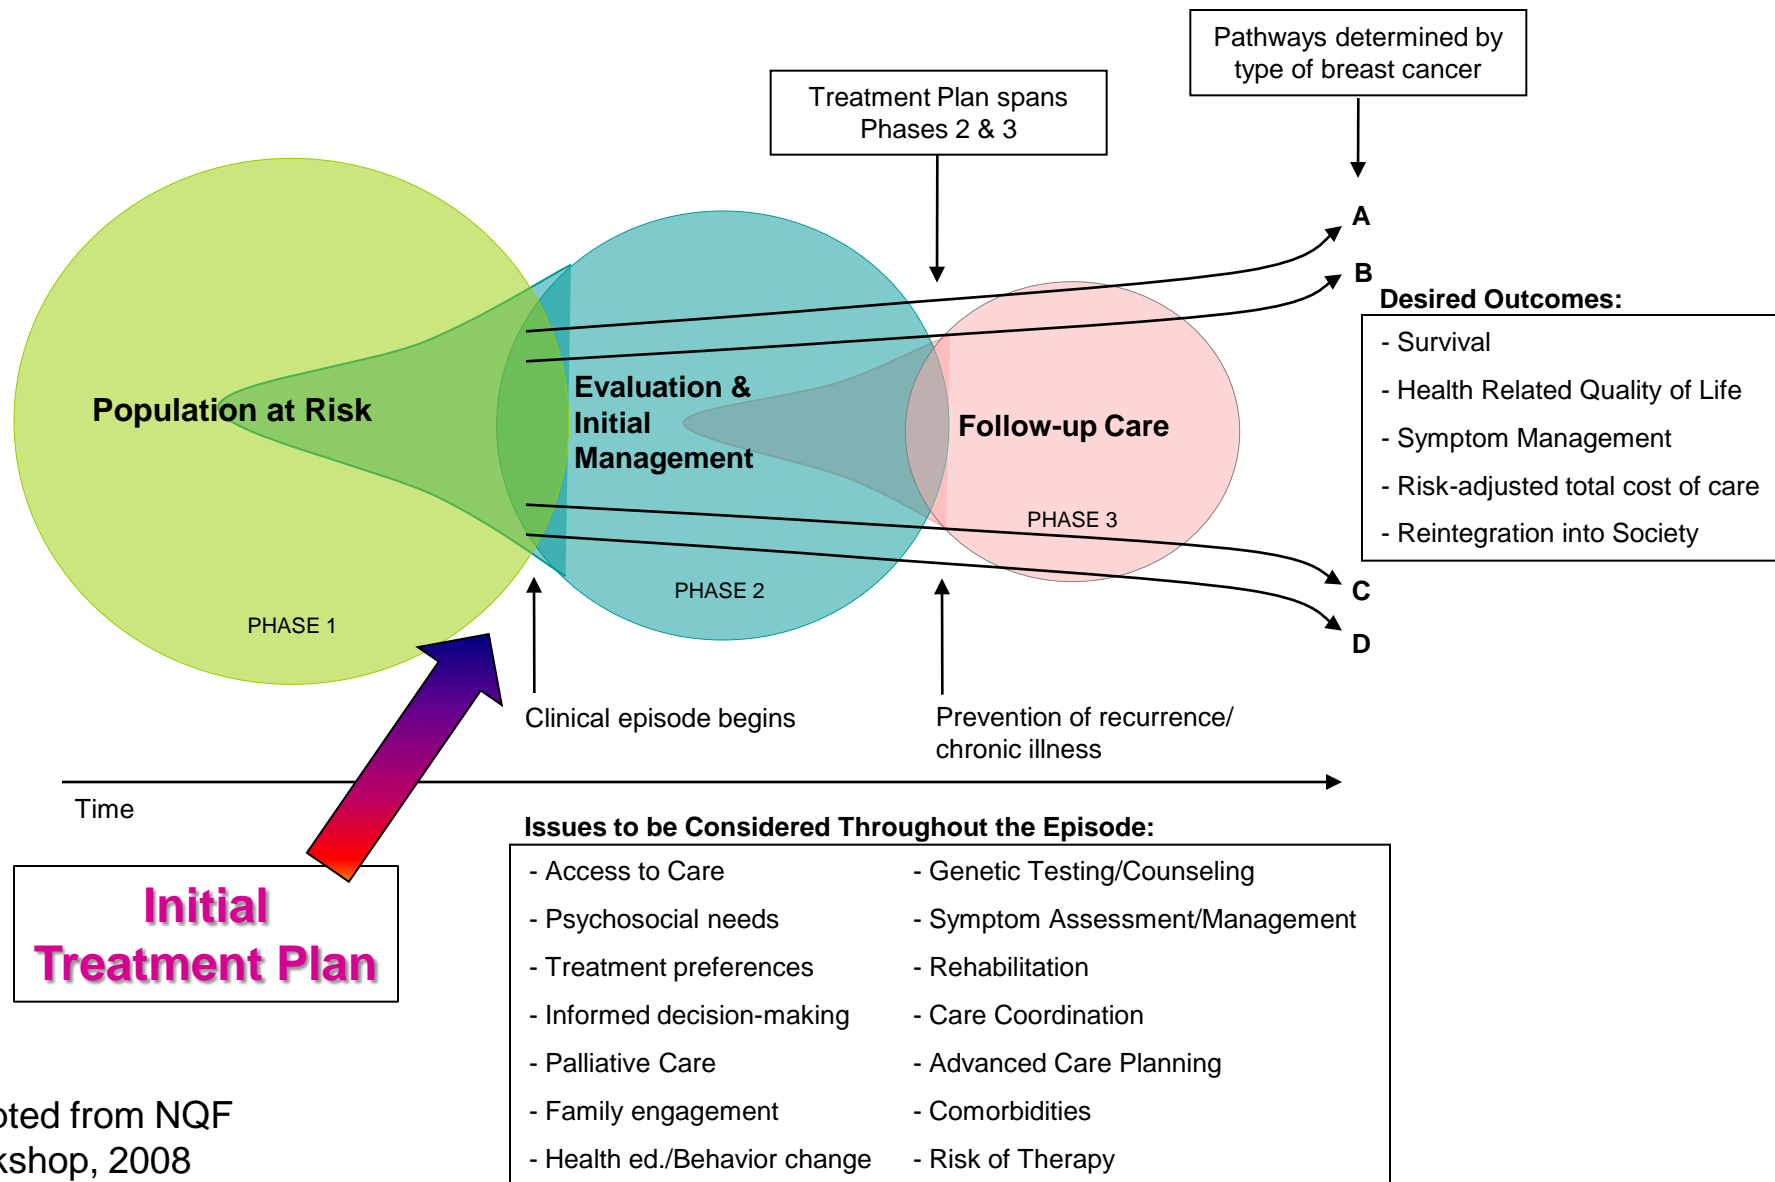 Pathways determined by
type of breast cancer
Treatment Plan spans
Phases 2 & 3
A
B
Desired Outcomes:
- Survival
- Health Related Quality of Life
- Symptom Management
- Risk-adjusted total cost of care
- Reintegration into Society
Population at Risk
Evaluation &
Initial
Management
Follow-up Care
PHASE 3
PHASE 2
PHASE 1
C
D
Clinical episode begins
Prevention of recurrence/
chronic illness
Time
Initial
Treatment Plan
Issues to be Considered Throughout the Episode:
- Access to Care
- Psychosocial needs
- Treatment preferences
- Informed decision-making
- Palliative Care
- Family engagement
- Health ed./Behavior change
- Genetic Testing/Counseling
- Symptom Assessment/Management
- Rehabilitation
- Care Coordination
- Advanced Care Planning
- Comorbidities
- Risk of Therapy
from NQF
2008